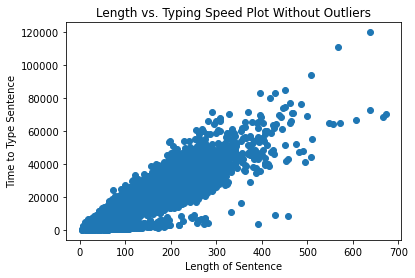 Length vs. Typing Speed Plot Without Outliers
120000
100000
80000
60000
40000
20000
0
Time to Type Sentence
0 100 200 300 400 500 600 700
Length of Sentence